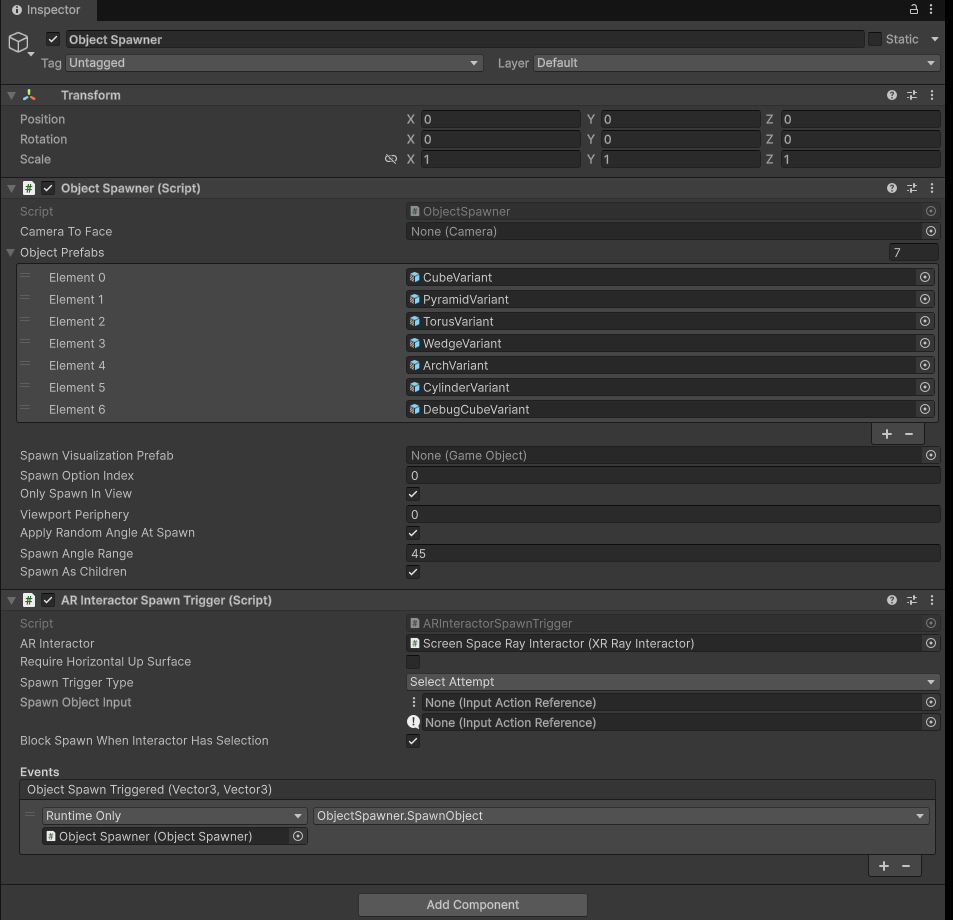 Inspector
Object Spawner Static
Tag Untagged Layer Default
Transform
Position X 0 Y 0 Z 0
Rotation X 0 Y 0 Z 0
Scale X 1 Y 1 Z 1
# Object Spawner (Script)
Script # ObjectSpawner
Camera To Face None (Camera)
Object Prefabs 7
Element 0 CubeVariant
Element 1 PyramidVariant
Element 2 TorusVariant
Element 3 WedgeVariant
Element 4 ArchVariant
Element 5 CylinderVariant
Element 6 DebugCubeVariant
+ −
Spawn Visualization Prefab None (Game Object)
Spawn Option Index 0
Only Spawn In View
Viewport Periphery 0
Apply Random Angle At Spawn
Spawn Angle Range 45
Spawn As Children
# AR Interactor Spawn Trigger (Script)
Script # ARInteractorSpawnTrigger
AR Interactor # Screen Space Ray Interactor (XR Ray Interactor)
Require Horizontal Up Surface
Spawn Trigger Type Select Attempt
Spawn Object Input None (Input Action Reference)
! None (Input Action Reference)
Block Spawn When Interactor Has Selection
Events
Object Spawn Triggered (Vector3, Vector3)
Runtime Only ObjectSpawner.SpawnObject
# Object Spawner (Object Spawner)
+ −
Add Component